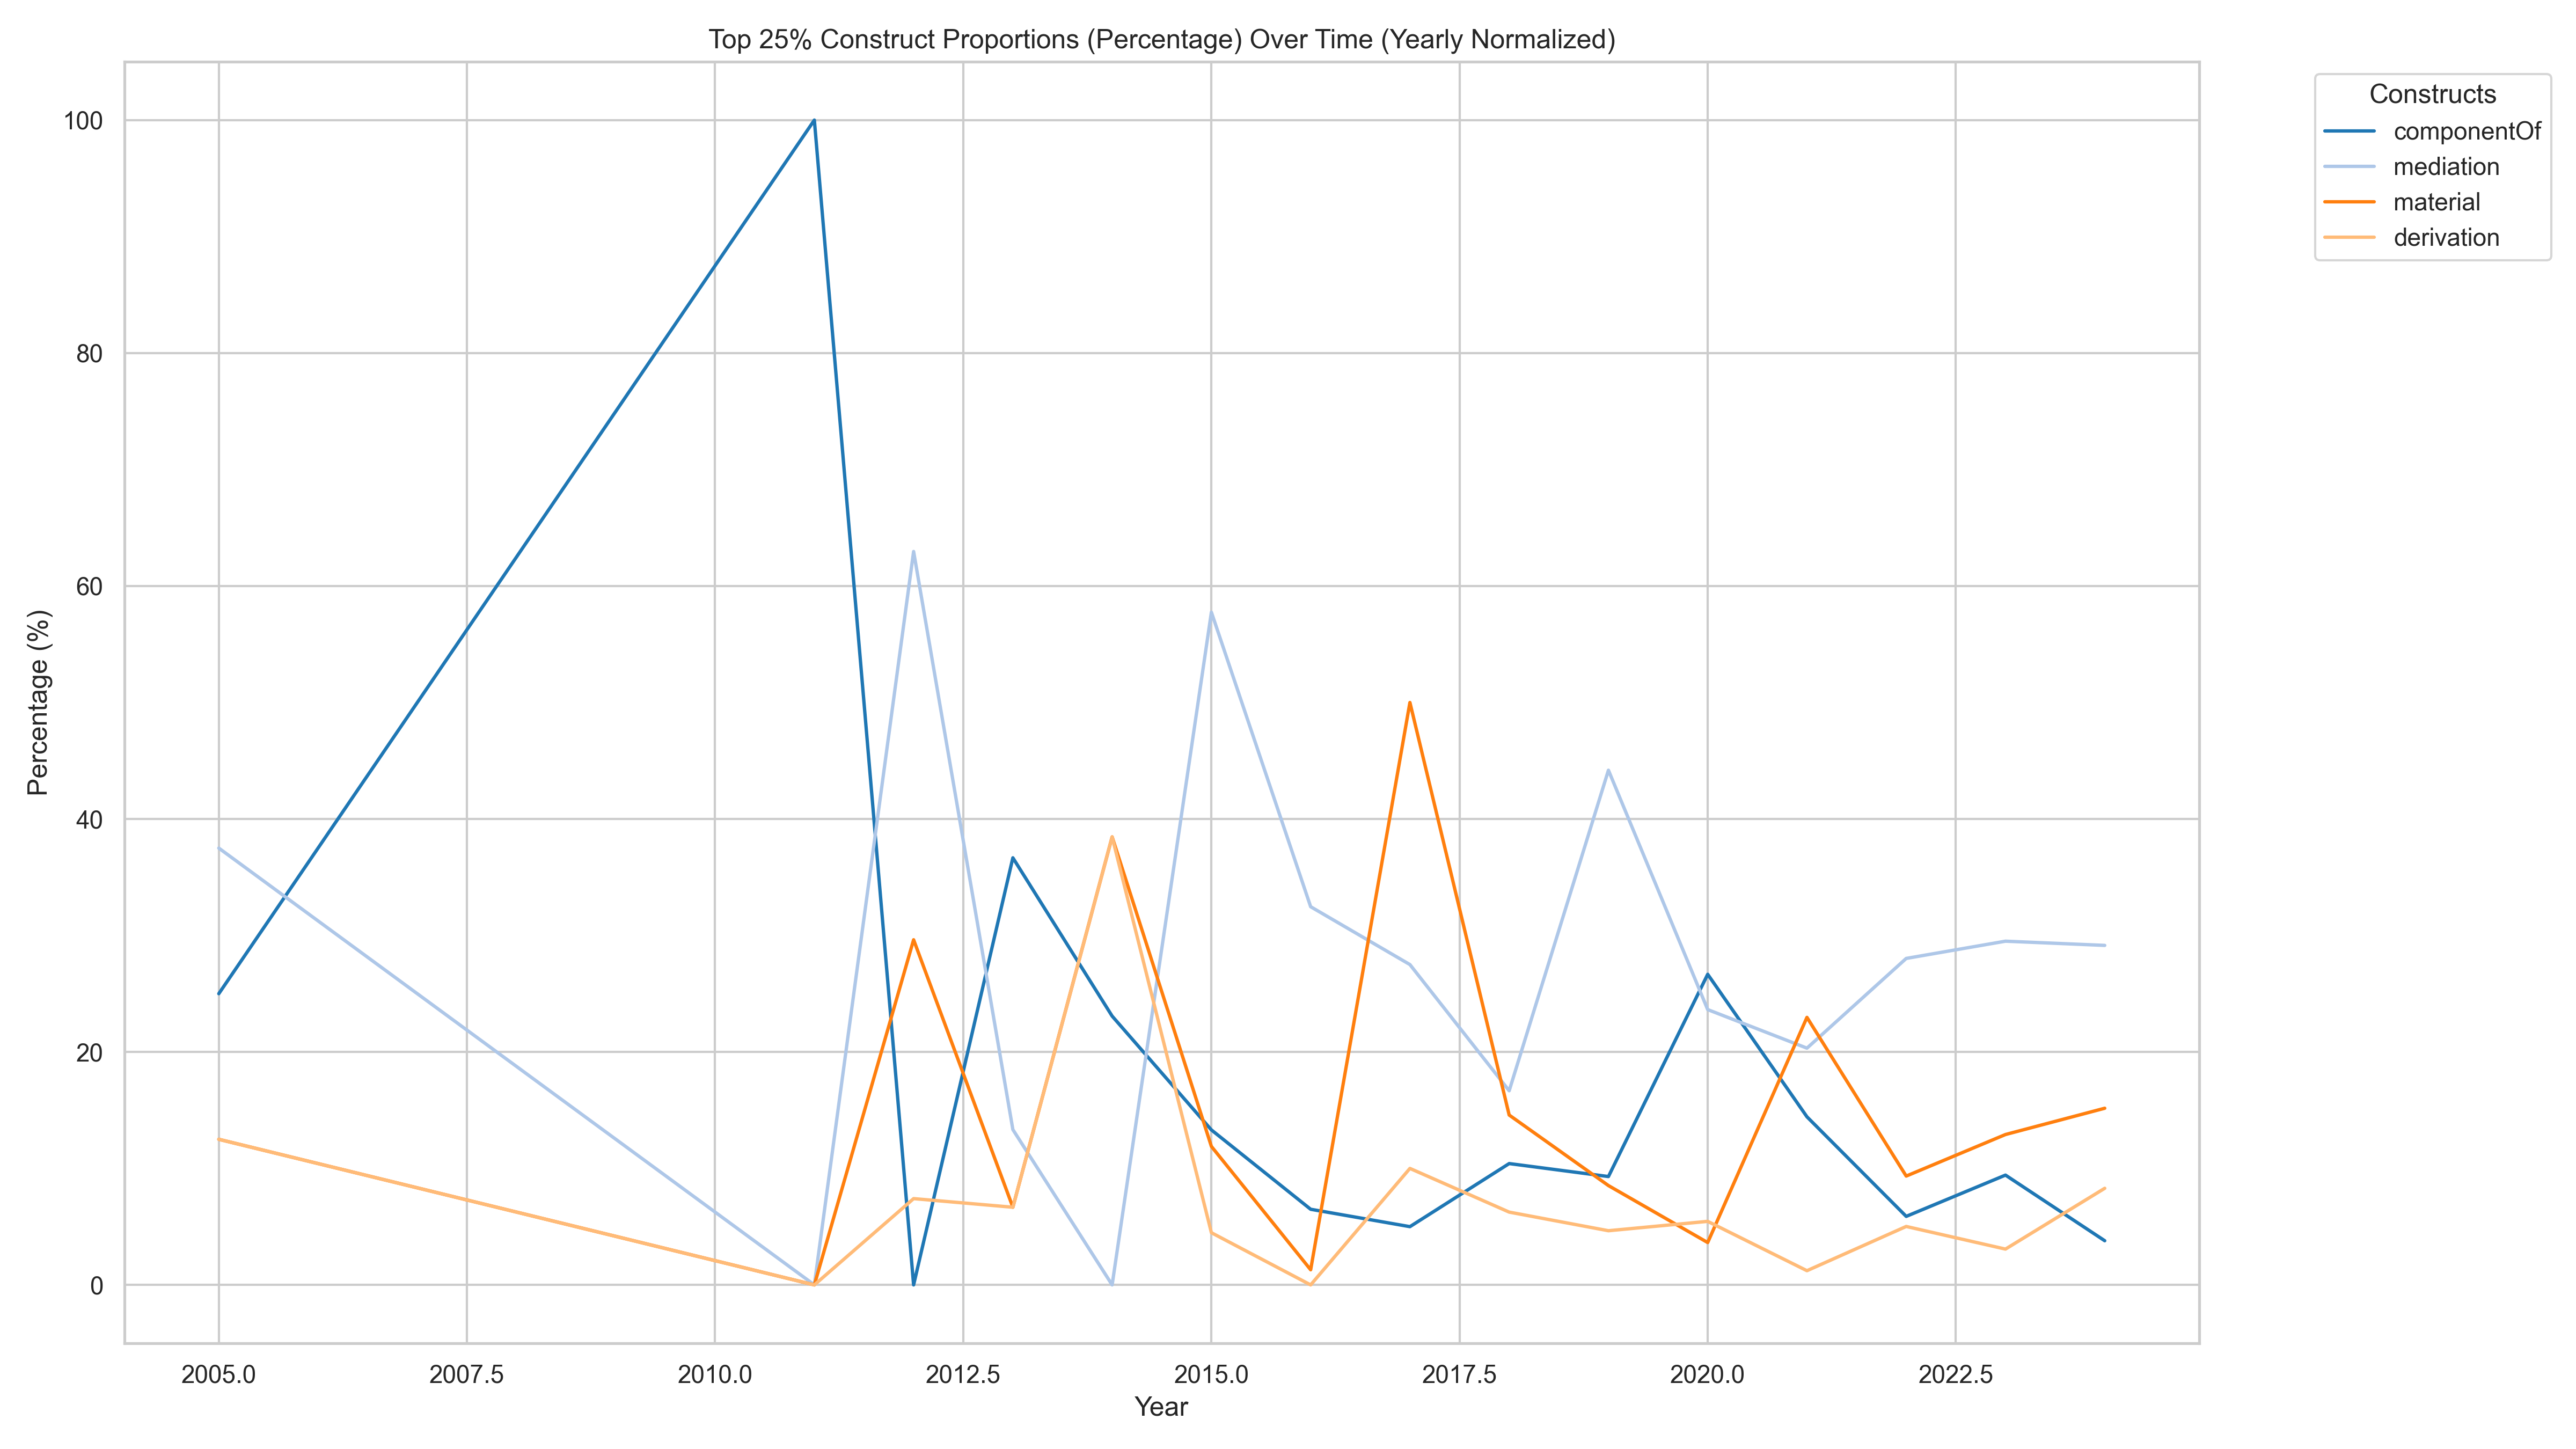 Top 25% Construct Proportions (Percentage) Over Time (Yearly Normalized)
Constructs
componentOf
mediation
material
derivation
Percentage (%)
100
80
60
40
20
0
2005.0 2007.5 2010.0 2012.5 2015.0 2017.5 2020.0 2022.5
Year